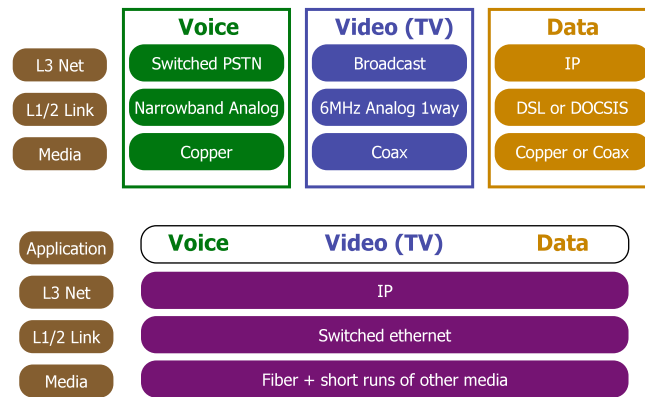 Voice Video (TV) Data
L3 Net Switched PSTN Broadcast IP
L1/2 Link Narrowband Analog 6MHz Analog 1way DSL or DOCSIS
Media Copper Coax Copper or Coax
Application Voice Video (TV) Data
L3 Net IP
L1/2 Link Switched ethernet
Media Fiber + short runs of other media